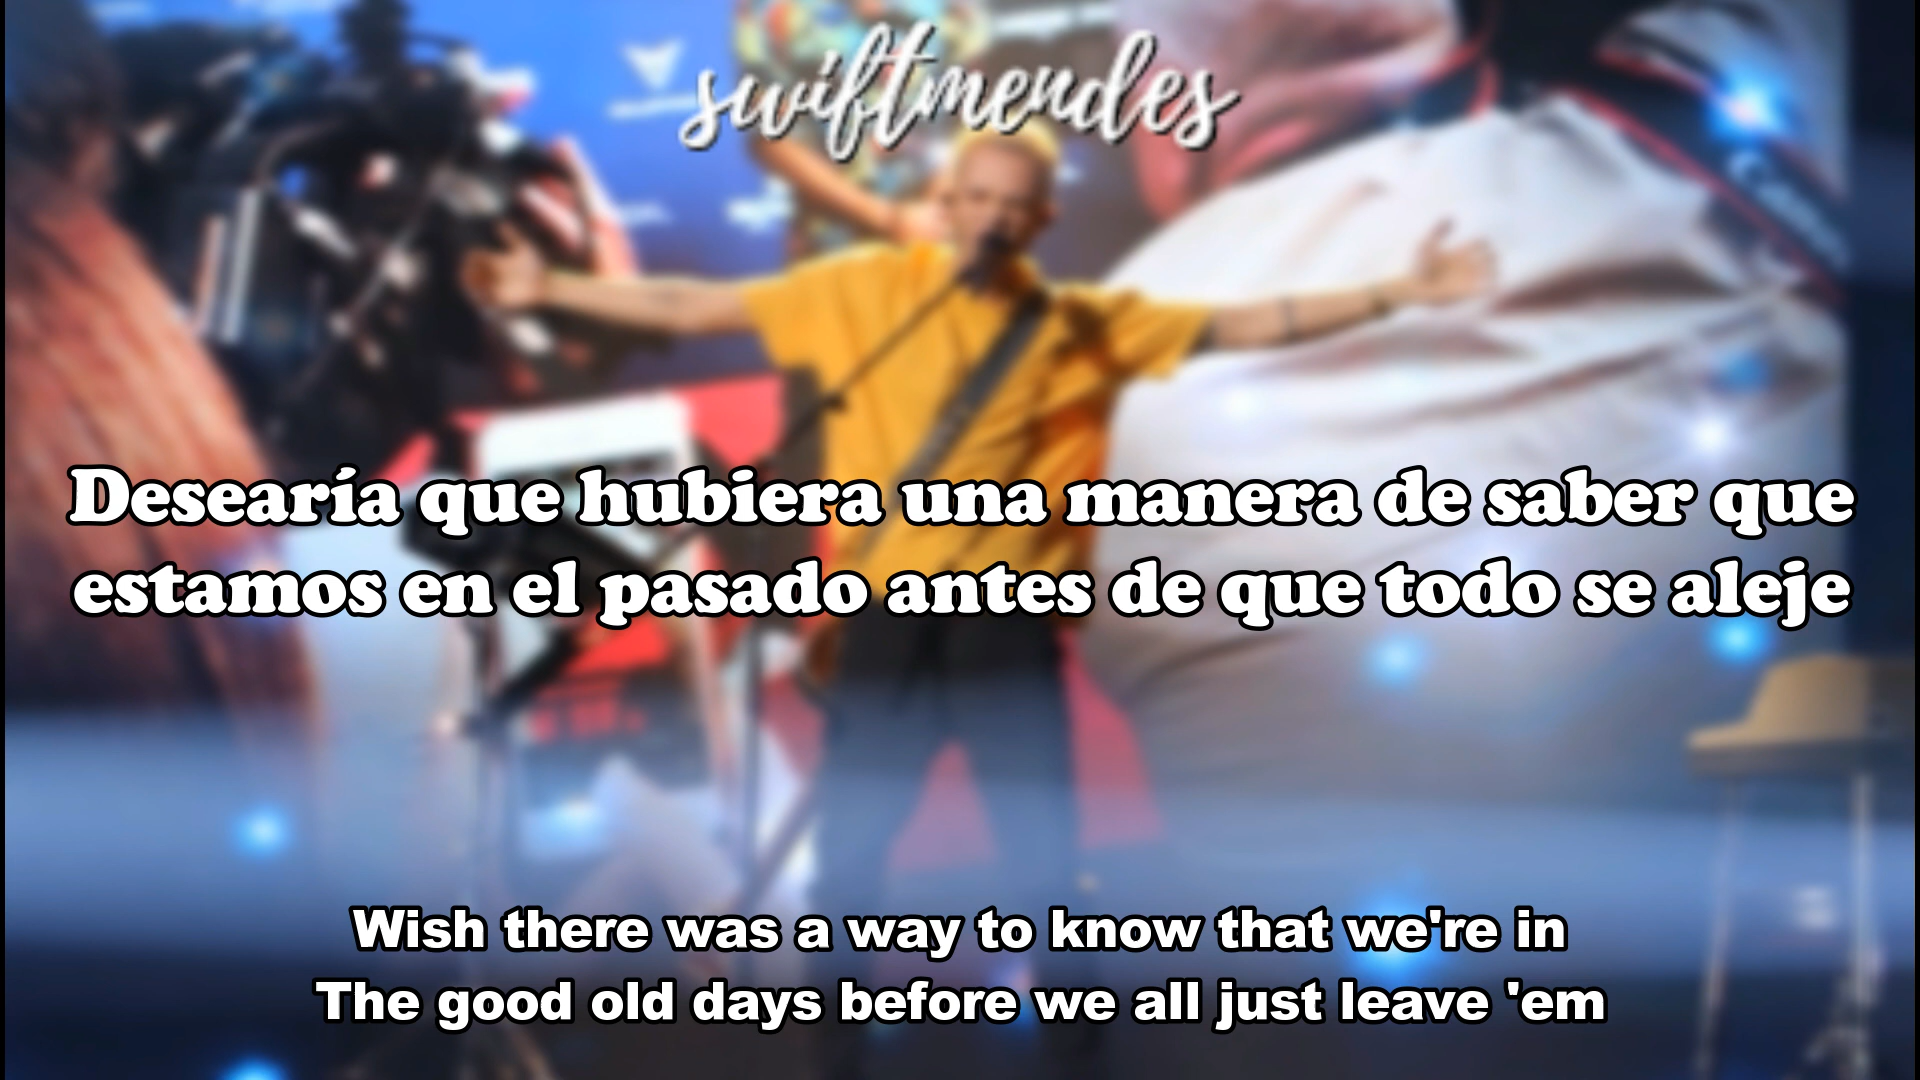 swiftmendes
Desearía que hubiera una manera de saber que
estamos en el pasado antes de que todo se aleje
Wish there was a way to know that we're in
The good old days before we all just leave 'em